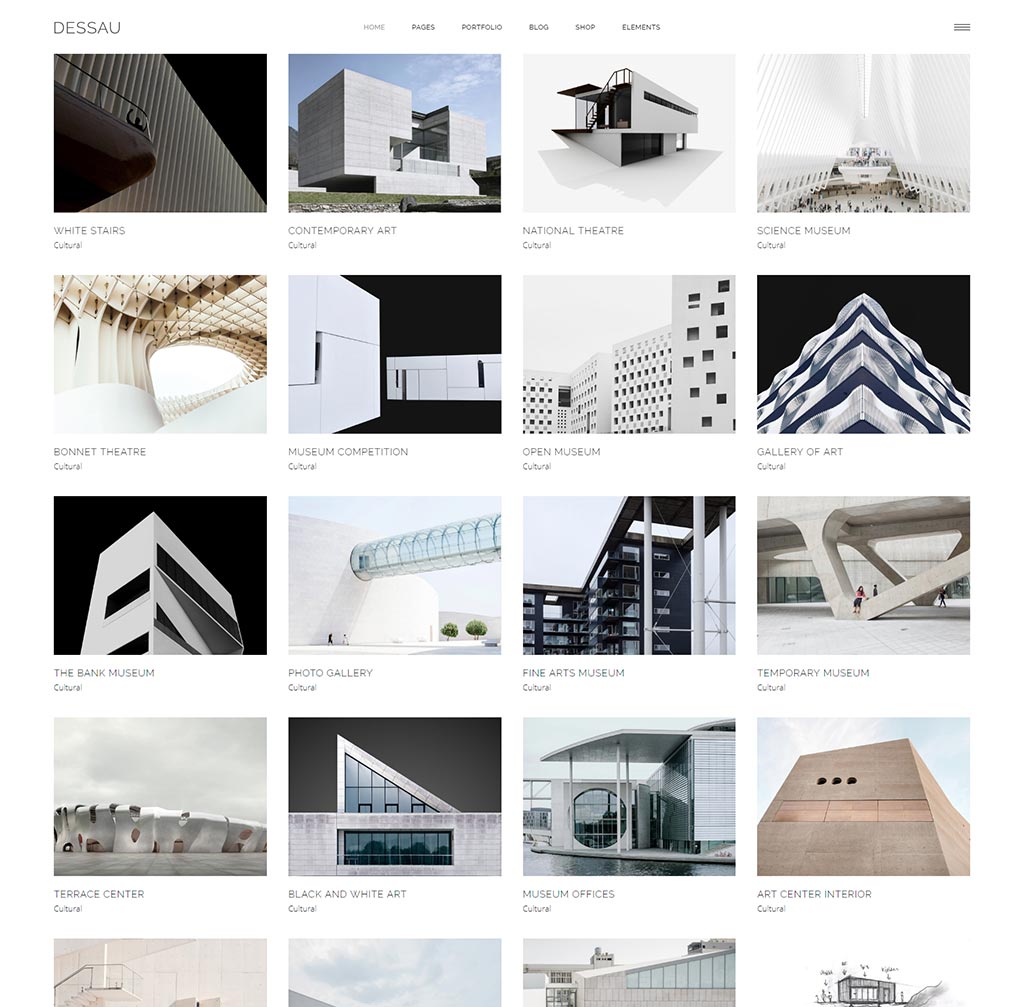 DESSAU
HOME PAGES PORTFOLIO BLOG SHOP ELEMENTS
WHITE STAIRS
Cultural
CONTEMPORARY ART
Cultural
NATIONAL THEATRE
Cultural
SCIENCE MUSEUM
Cultural
BONNET THEATRE
Cultural
MUSEUM COMPETITION
Cultural
OPEN MUSEUM
Cultural
GALLERY OF ART
Cultural
THE BANK MUSEUM
Cultural
PHOTO GALLERY
Cultural
FINE ARTS MUSEUM
Cultural
TEMPORARY MUSEUM
Cultural
TERRACE CENTER
Cultural
BLACK AND WHITE ART
Cultural
MUSEUM OFFICES
Cultural
ART CENTER INTERIOR
Cultural